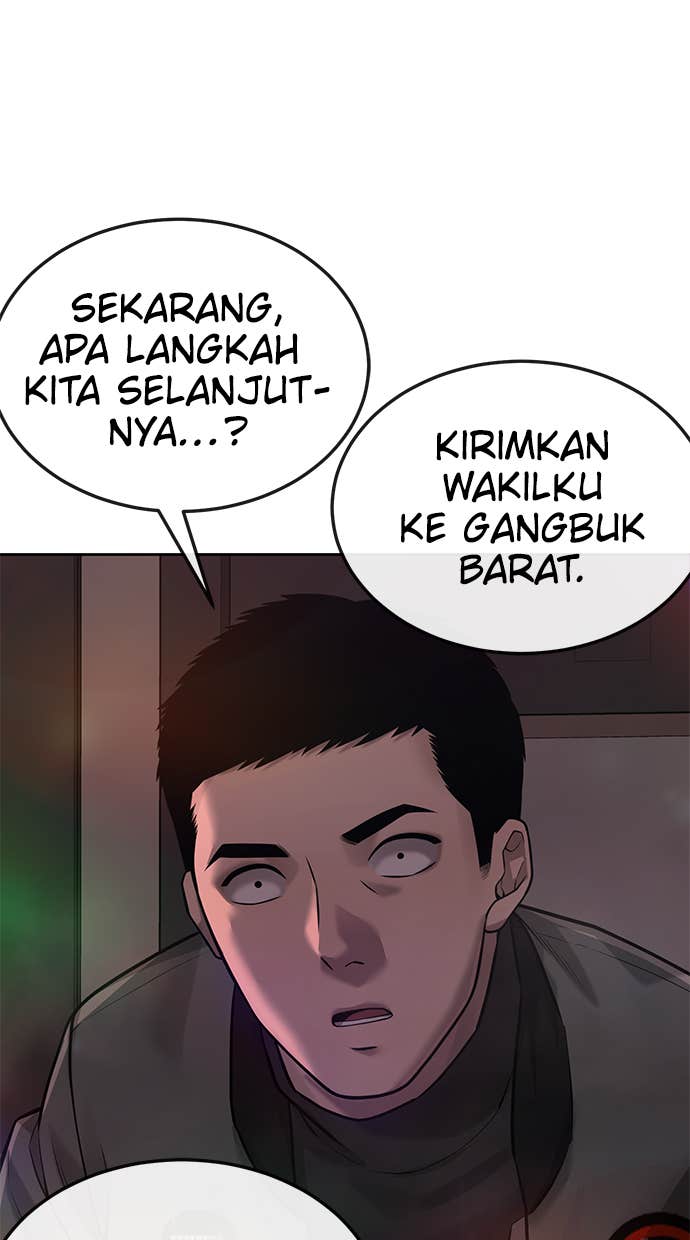 SEKARANG,
APA LANGKAH
KITA SELANJUT-
NYA...?
KIRIMKAN
WAKILKU
KE GANGBUK
BARAT.